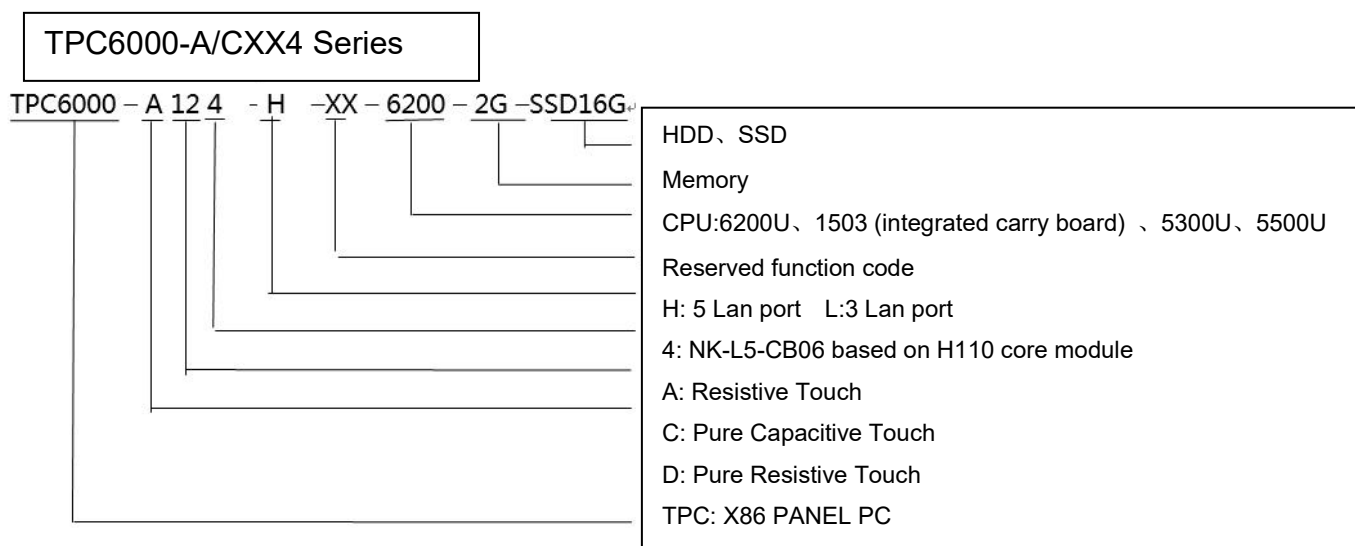 TPC6000-A/CXX4 Series
TPC6000 – A 12 4 - H –XX – 6200 – 2G –SSD16G↵
HDD、SSD
Memory
CPU:6200U、1503 (integrated carry board) 、5300U、5500U
Reserved function code
H: 5 Lan port L:3 Lan port
4: NK-L5-CB06 based on H110 core module
A: Resistive Touch
C: Pure Capacitive Touch
D: Pure Resistive Touch
TPC: X86 PANEL PC